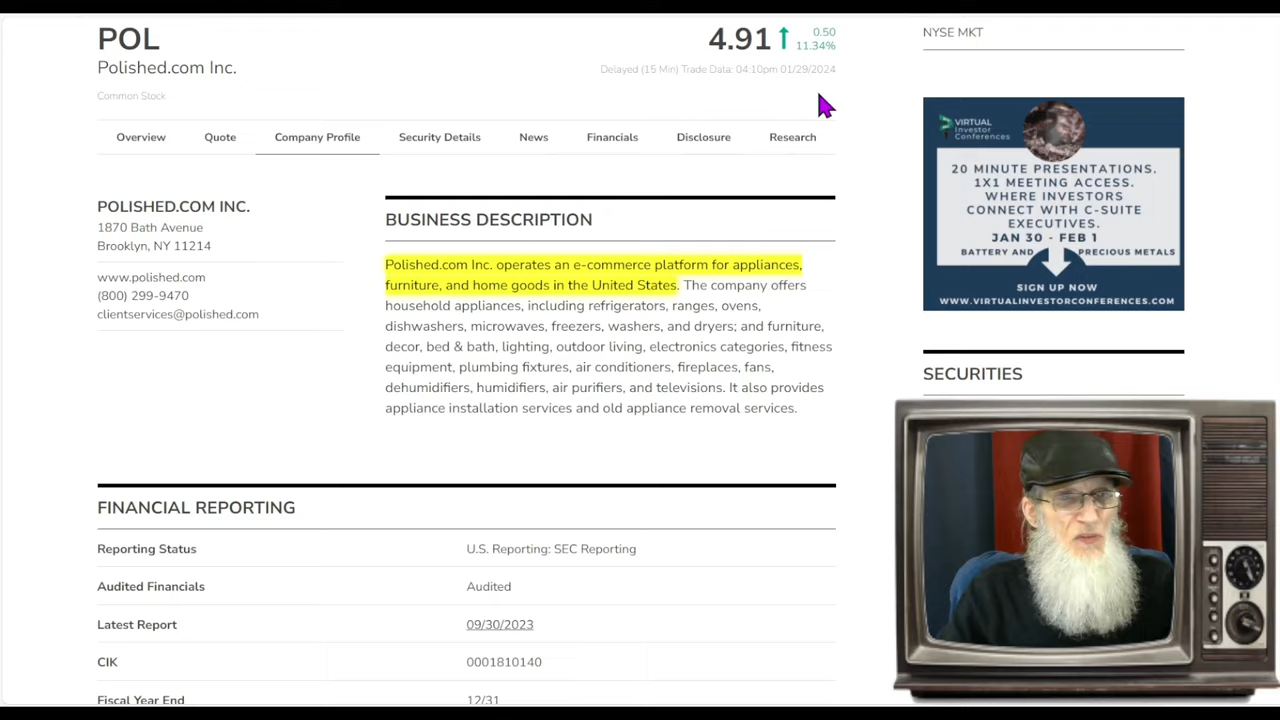 POL
Polished.com Inc.
Common Stock
4.91
0.50
11.34%
Delayed (15 Min) Trade Data: 04:10pm 01/29/2024
Overview Quote Company Profile Security Details News Financials Disclosure Research
POLISHED.COM INC.
1870 Bath Avenue
Brooklyn, NY 11214
www.polished.com
(800) 299-9470
clientservices@polished.com
BUSINESS DESCRIPTION
Polished.com Inc. operates an e-commerce platform for appliances,
furniture, and home goods in the United States. The company offers
household appliances, including refrigerators, ranges, ovens,
dishwashers, microwaves, freezers, washers, and dryers; and furniture,
decor, bed & bath, lighting, outdoor living, electronics categories, fitness
equipment, plumbing fixtures, air conditioners, fireplaces, fans,
dehumidifiers, humidifiers, air purifiers, and televisions. It also provides
appliance installation services and old appliance removal services.
FINANCIAL REPORTING
Reporting Status U.S. Reporting: SEC Reporting
Audited Financials Audited
Latest Report 09/30/2023
CIK 0001810140
Fiscal Year End 12/31
NYSE MKT
VIRTUAL
Investor
Conferences
20 MINUTE PRESENTATIONS.
1X1 MEETING ACCESS.
WHERE INVESTORS
CONNECT WITH C-SUITE
EXECUTIVES.
JAN 30 - FEB 1
BATTERY AND PRECIOUS METALS
SIGN UP NOW
WWW.VIRTUALINVESTORCONFERENCES.COM
SECURITIES